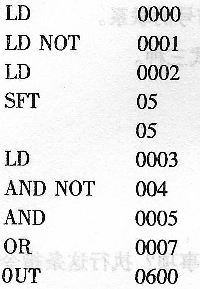 LD 0000
LD NOT 0001
LD 0002
SFT 05
05
LD 0003
AND NOT 004
AND 0005
OR 0007
OUT 0600